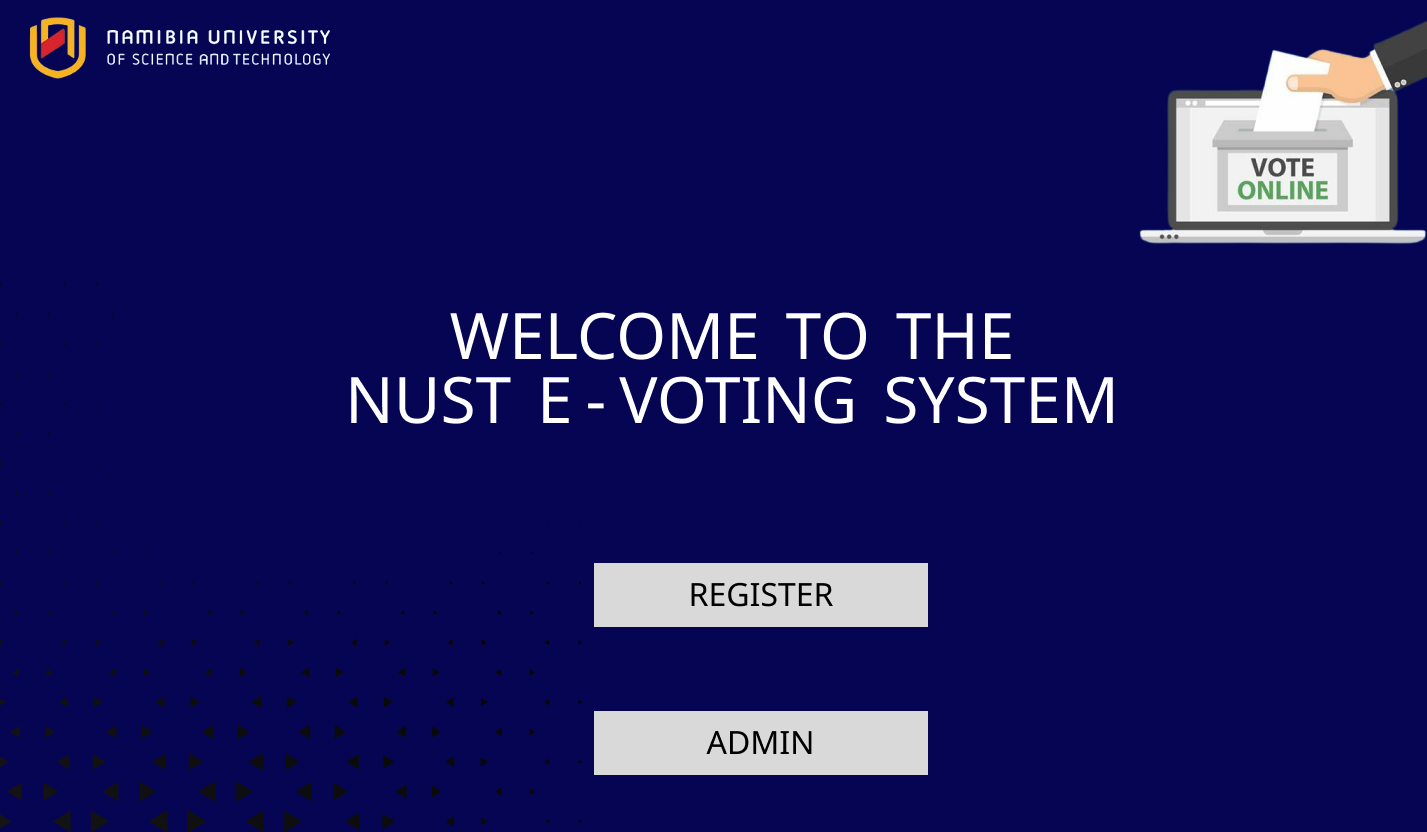 NAMIBIA UNIVERSITY
OF SCIENCE AND TECHNOLOGY
VOTE
ONLINE
WELCOME TO THE
NUST E - VOTING SYSTEM
REGISTER
ADMIN